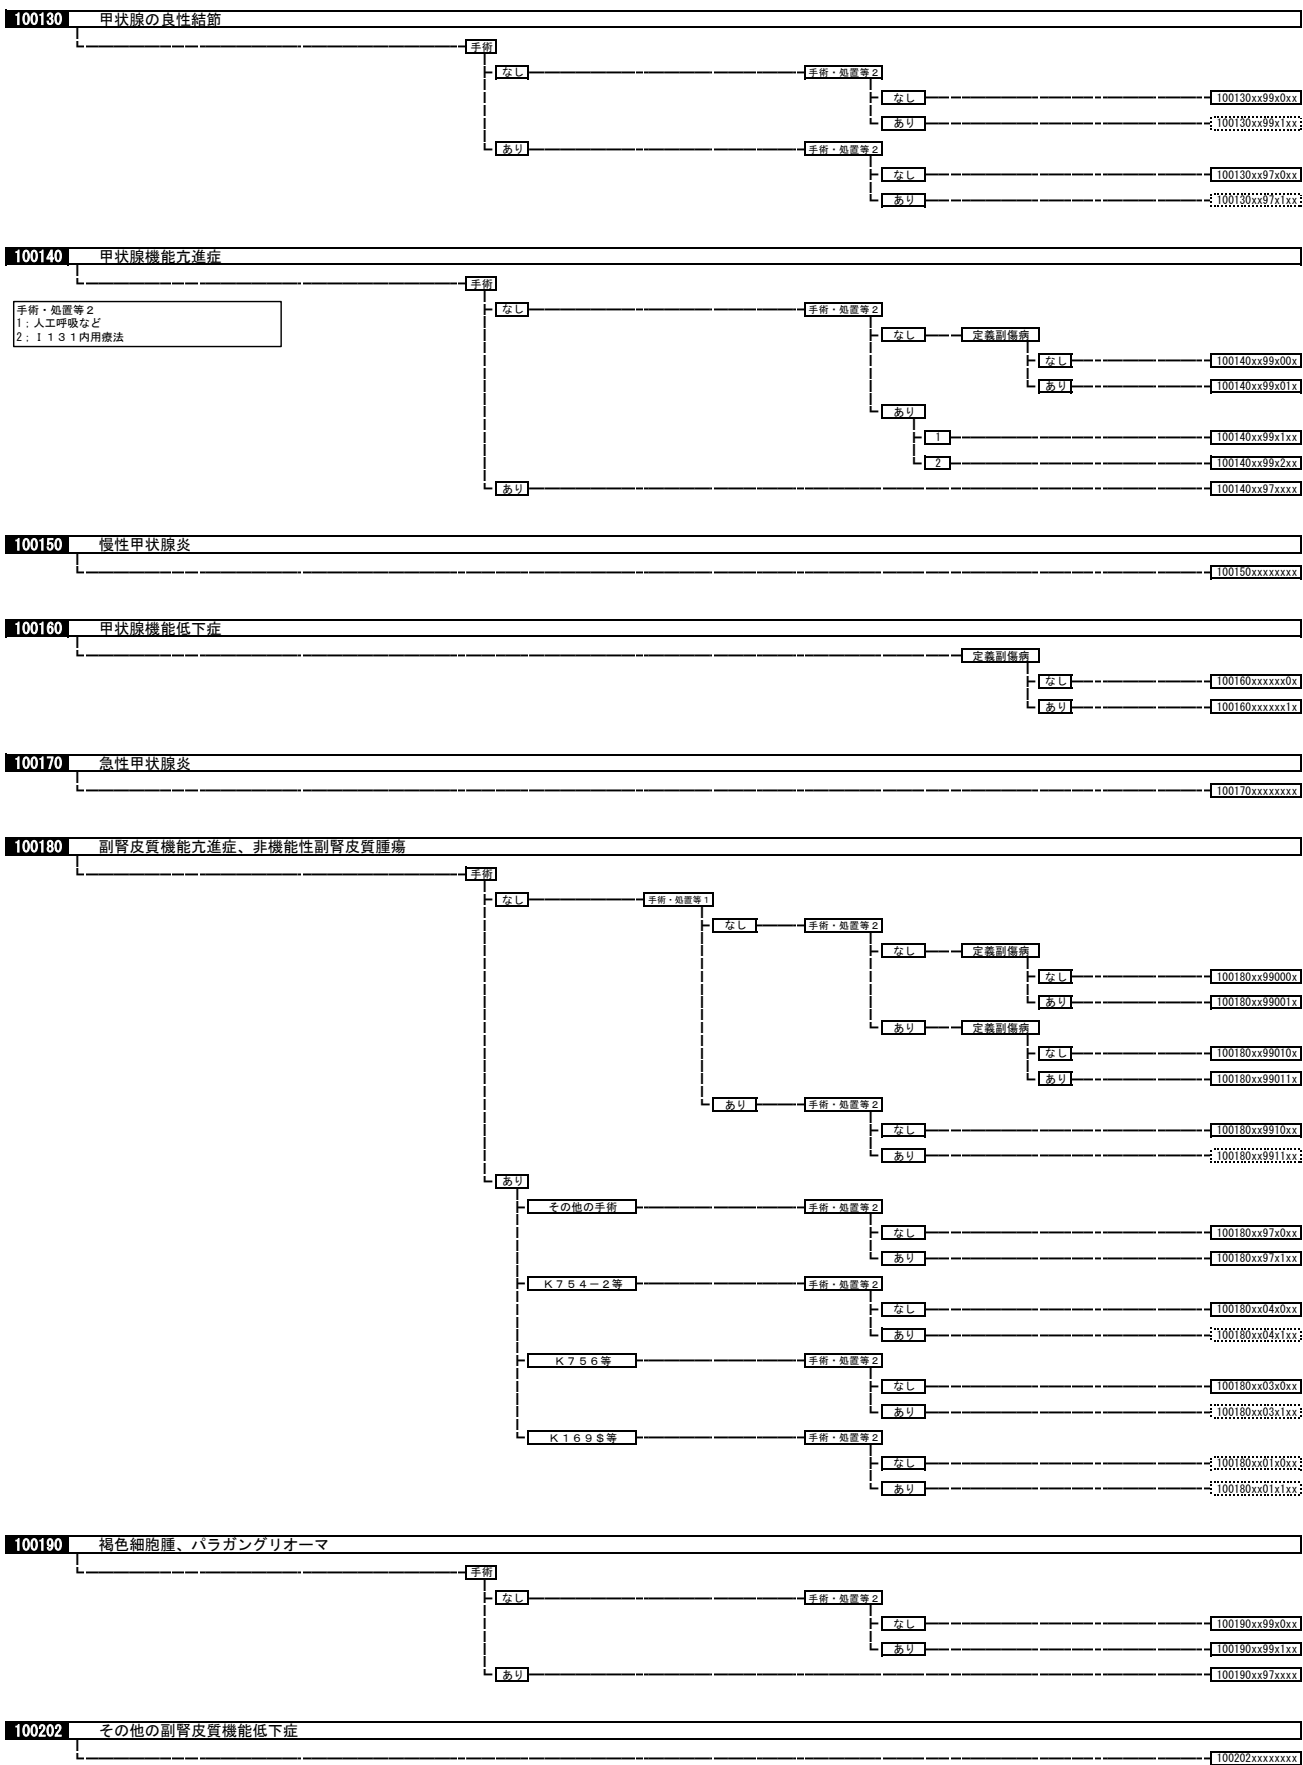 100130 甲状腺の良性結節
手術
なし 手術・処置等２
なし 100130xx99x0xx
あり 100130xx99x1xx
あり 手術・処置等２
なし 100130xx97x0xx
あり 100130xx97x1xx
100140 甲状腺機能亢進症
手術
手術・処置等２
1；人工呼吸など
2；Ｉ１３１内用療法
なし 手術・処置等２
なし 定義副傷病
なし 100140xx99x00x
あり 100140xx99x01x
あり
1 100140xx99x1xx
2 100140xx99x2xx
あり 100140xx97xxxx
100150 慢性甲状腺炎
100150xxxxxxxx
100160 甲状腺機能低下症
定義副傷病
なし 100160xxxxxx0x
あり 100160xxxxxx1x
100170 急性甲状腺炎
100170xxxxxxxx
100180 副腎皮質機能亢進症、非機能性副腎皮質腫瘍
手術
なし 手術・処置等１
なし 手術・処置等２
なし 定義副傷病
なし 100180xx99000x
あり 100180xx99001x
あり 定義副傷病
なし 100180xx99010x
あり 100180xx99011x
あり 手術・処置等２
なし 100180xx9910xx
あり 100180xx9911xx
あり
その他の手術 手術・処置等２
なし 100180xx97x0xx
あり 100180xx97x1xx
Ｋ７５４－２等 手術・処置等２
なし 100180xx04x0xx
あり 100180xx04x1xx
Ｋ７５６等 手術・処置等２
なし 100180xx03x0xx
あり 100180xx03x1xx
Ｋ１６９＄等 手術・処置等２
なし 100180xx01x0xx
あり 100180xx01x1xx
100190 褐色細胞腫、パラガングリオーマ
手術
なし 手術・処置等２
なし 100190xx99x0xx
あり 100190xx99x1xx
あり 100190xx97xxxx
100202 その他の副腎皮質機能低下症
100202xxxxxxxx